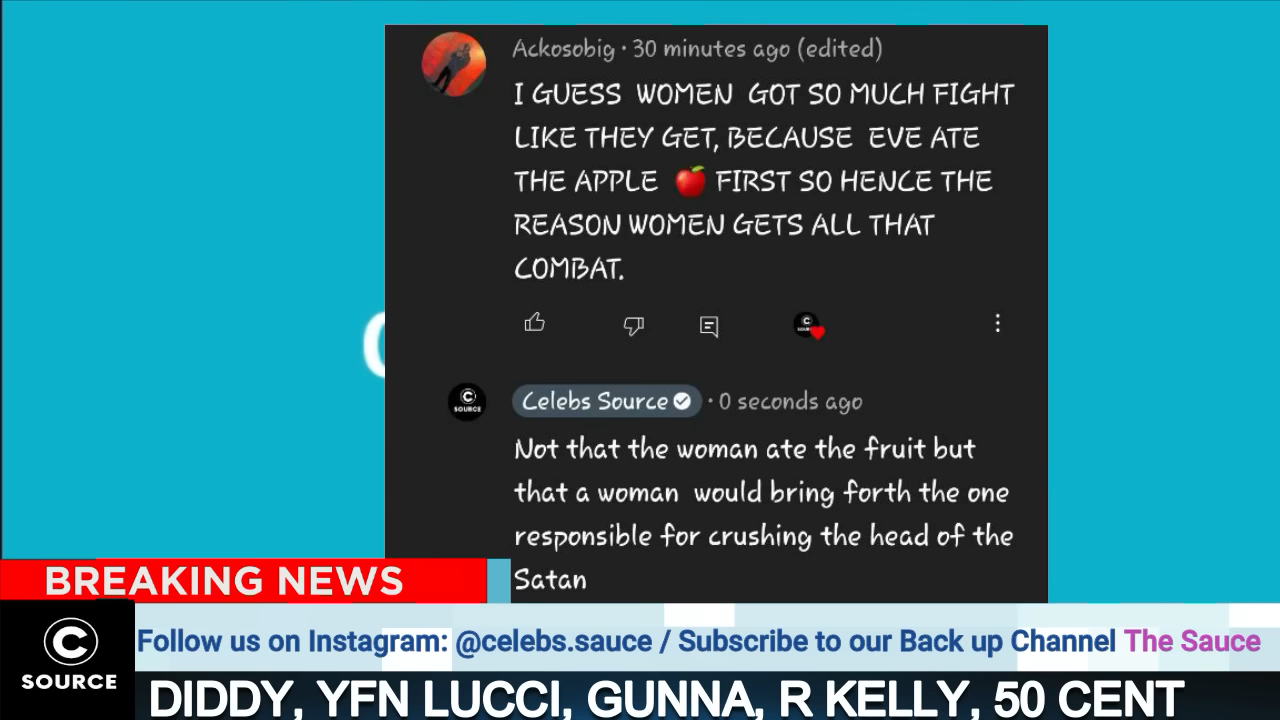 Ackosobig · 30 minutes ago (edited)
I GUESS WOMEN GOT SO MUCH FIGHT
LIKE THEY GET, BECAUSE EVE ATE
THE APPLE 🍎 FIRST SO HENCE THE
REASON WOMEN GETS ALL THAT
COMBAT.
C
SOURCE
Celebs Source · 0 seconds ago
C
SOURCE
Not that the woman ate the fruit but
that a woman would bring forth the one
responsible for crushing the head of the
Satan
BREAKING NEWS
C
SOURCE
Follow us on Instagram: @celebs.sauce / Subscribe to our Back up Channel The Sauce
DIDDY, YFN LUCCI, GUNNA, R KELLY, 50 CENT